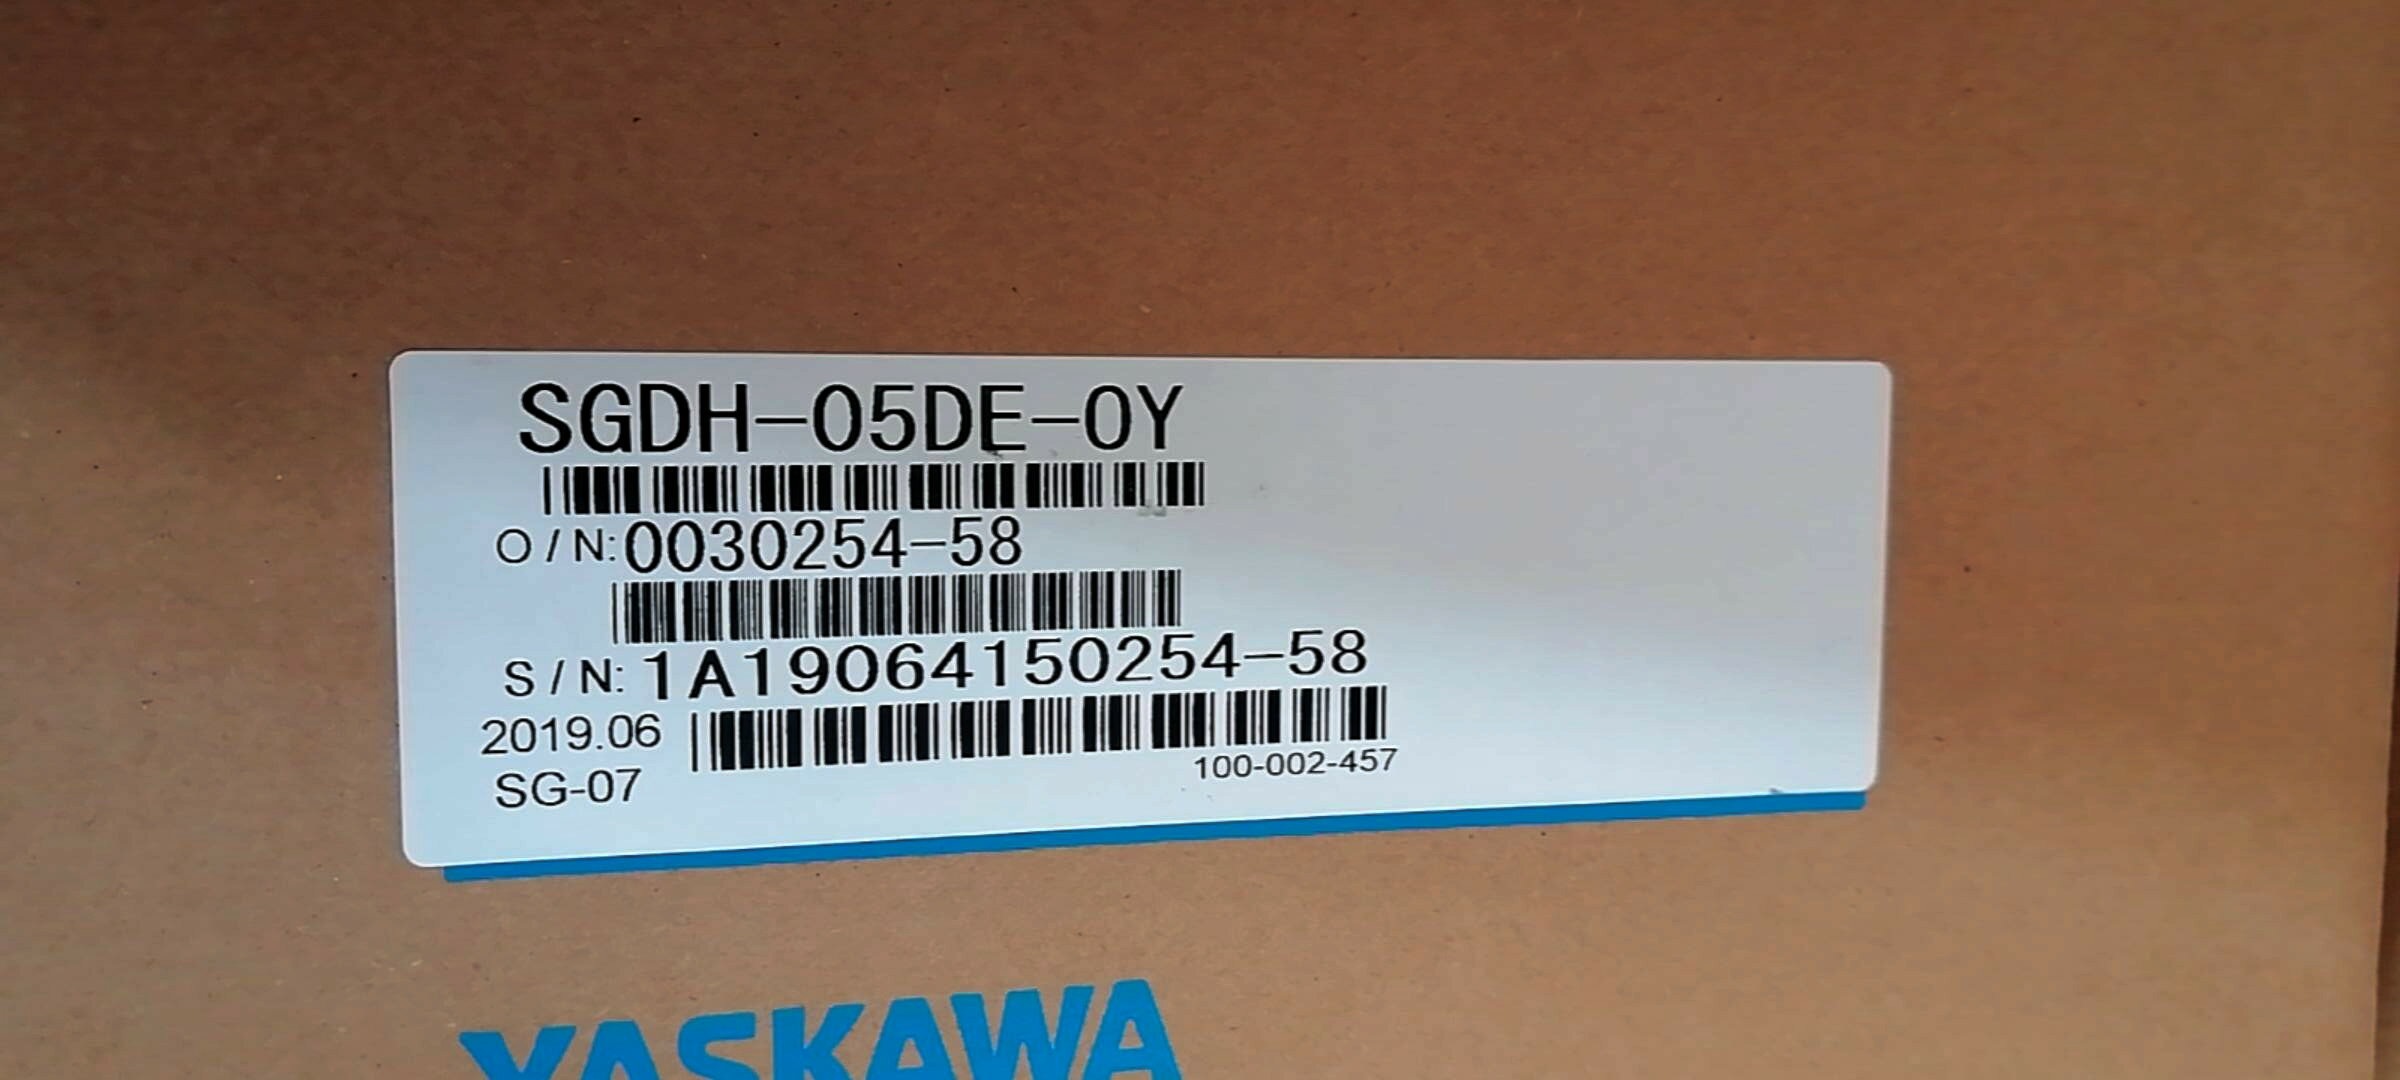 SGDH-05DE-0Y
O/N:0030254-58
S/N:1A19064150254-58
2019.06
SG-07
100-002-457
YASKAWA